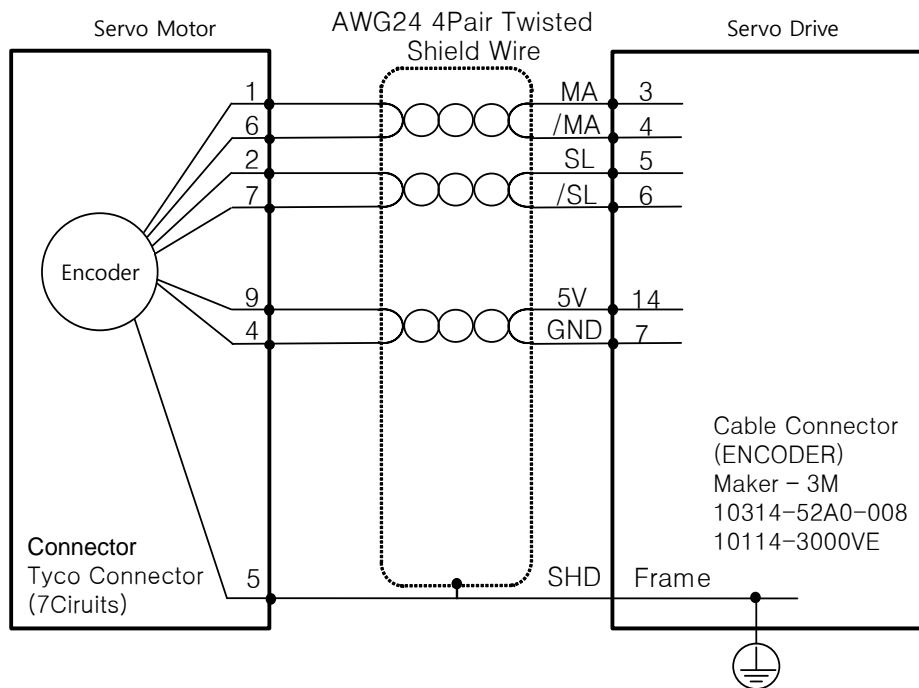 Servo Motor
AWG24 4Pair Twisted
Shield Wire
Servo Drive
1
MA
3
6
/MA
4
2
SL
5
7
/SL
6
Encoder
9
5V
14
4
GND
7
Cable Connector
(ENCODER)
Maker – 3M
10314-52A0-008
10114-3000VE
Connector
Tyco Connector
(7Ciruits)
5
SHD
Frame